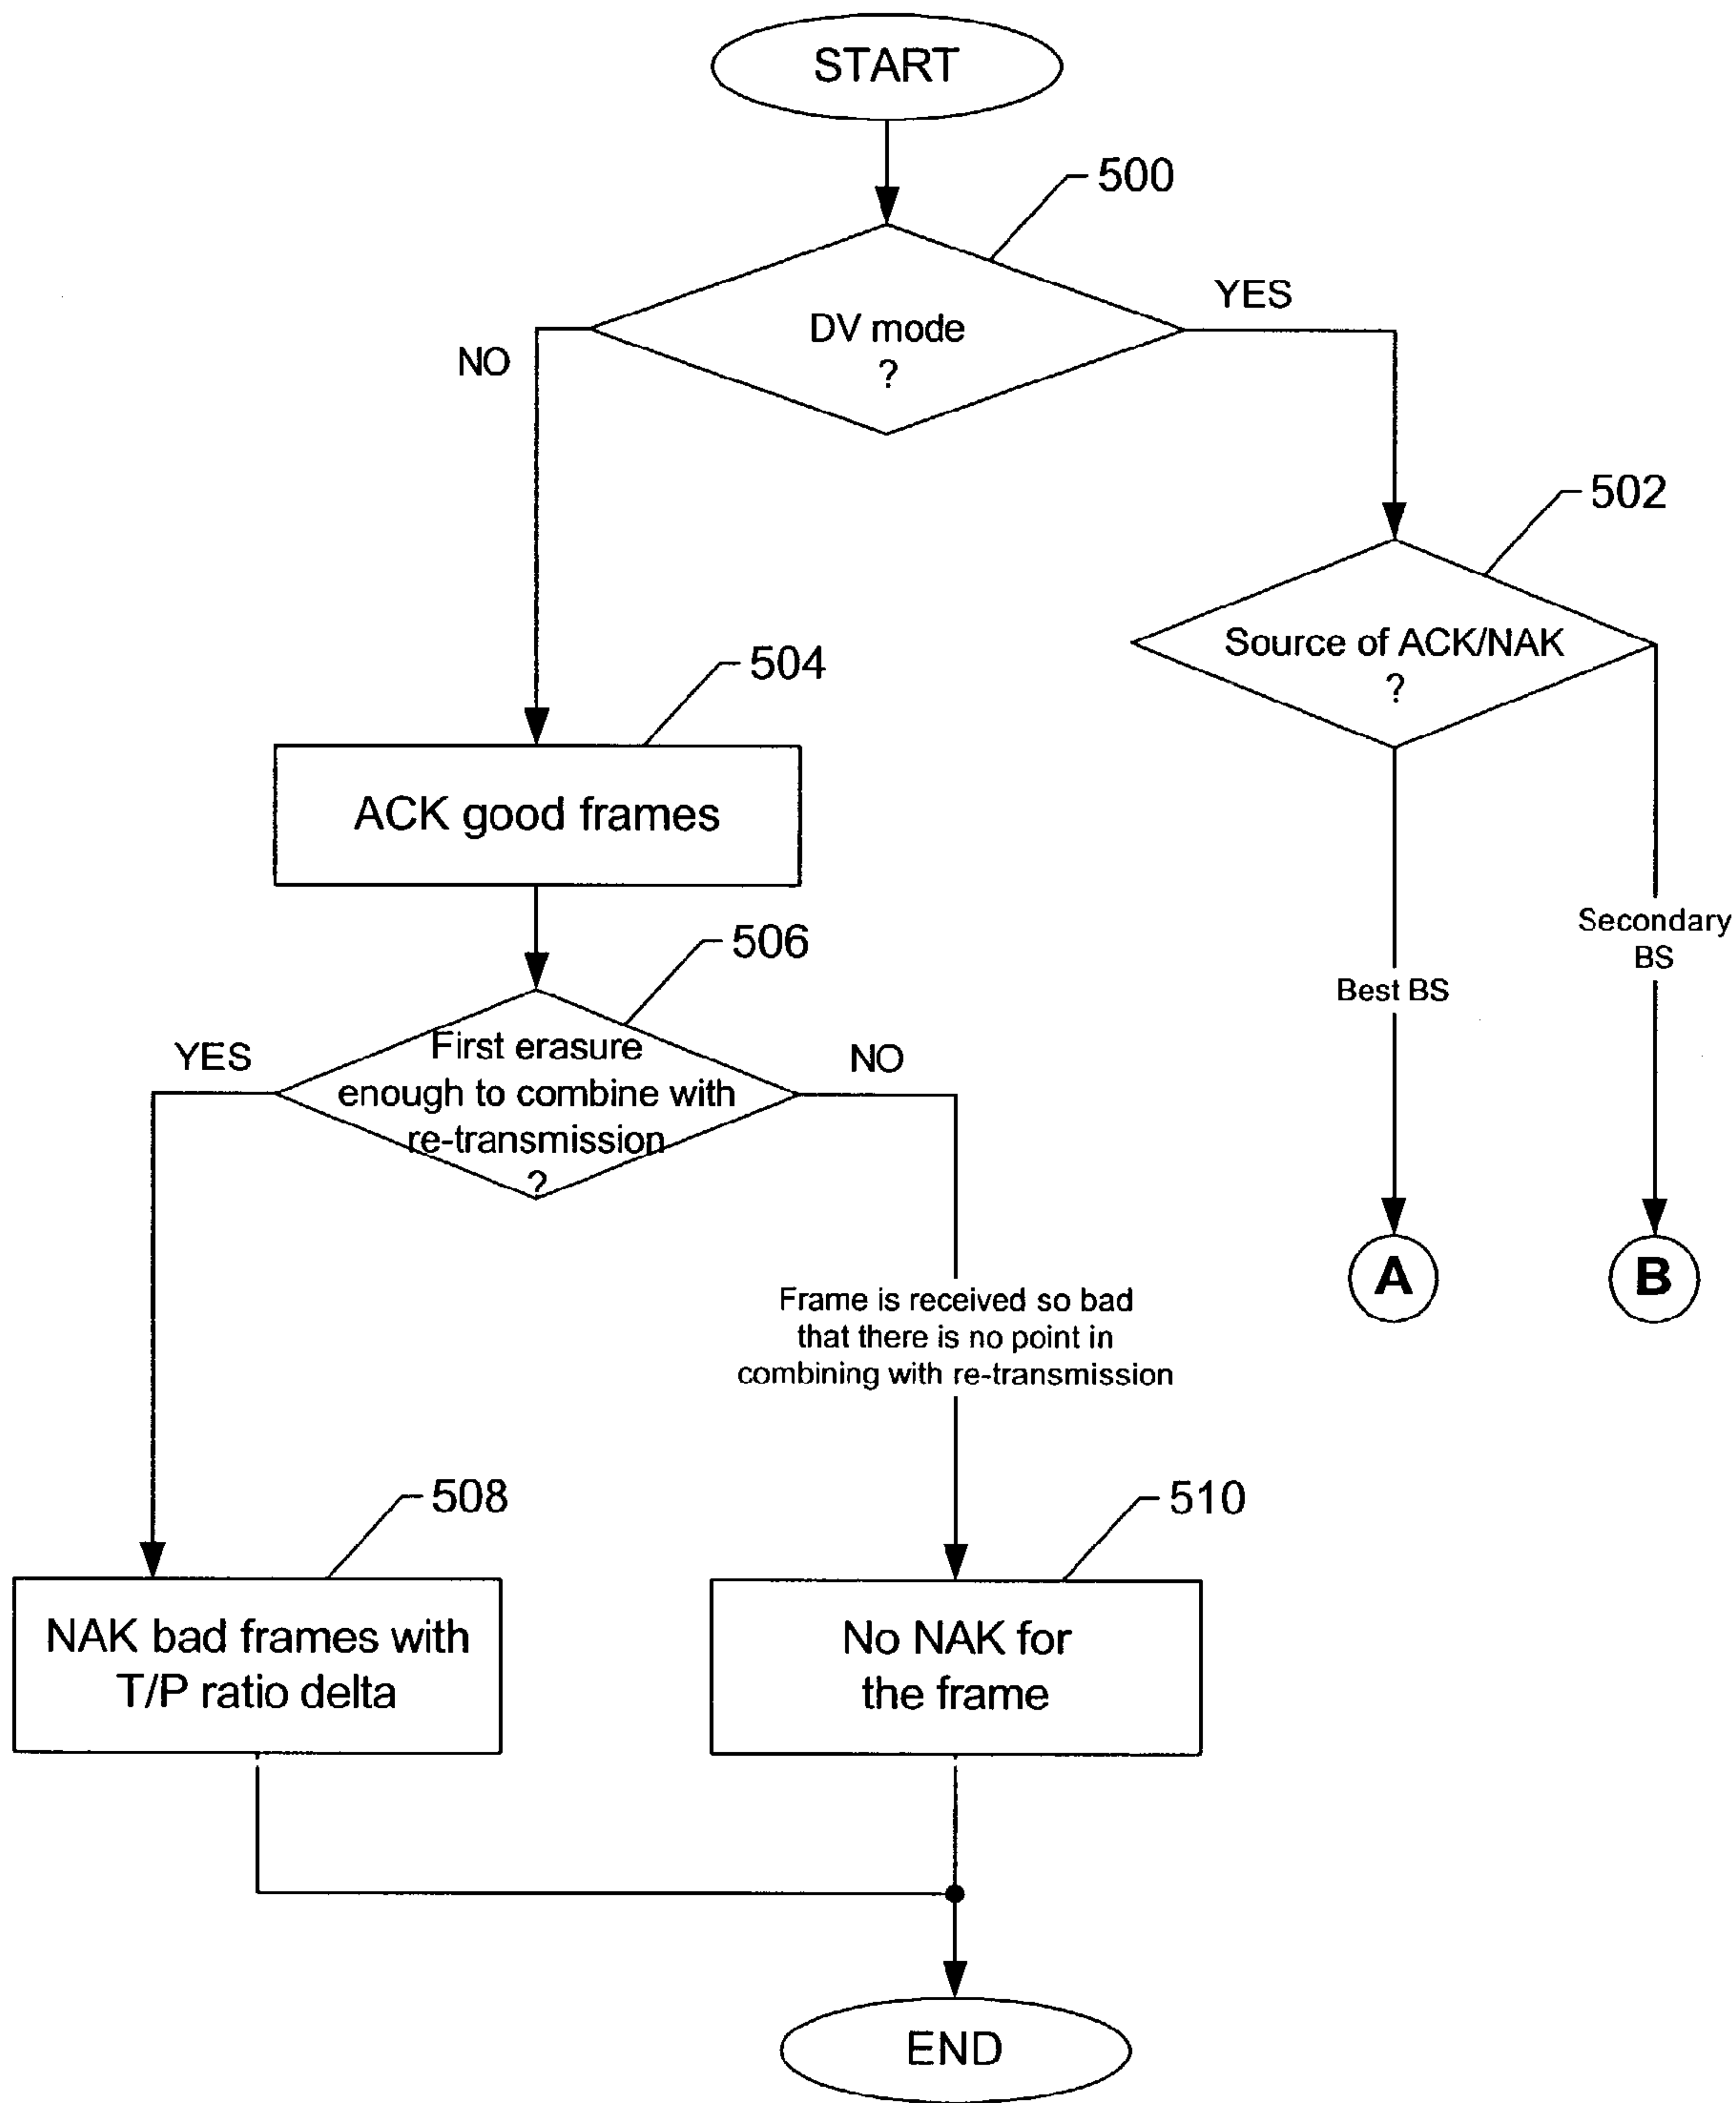 START
500
DV mode
?
YES
NO
502
Source of ACK/NAK
?
504
ACK good frames
506
First erasure
enough to combine with
re-transmission
?
YES
NO
Secondary
BS
Best BS
A
B
Frame is received so bad
that there is no point in
combining with re-transmission
508
NAK bad frames with
T/P ratio delta
510
No NAK for
the frame
END